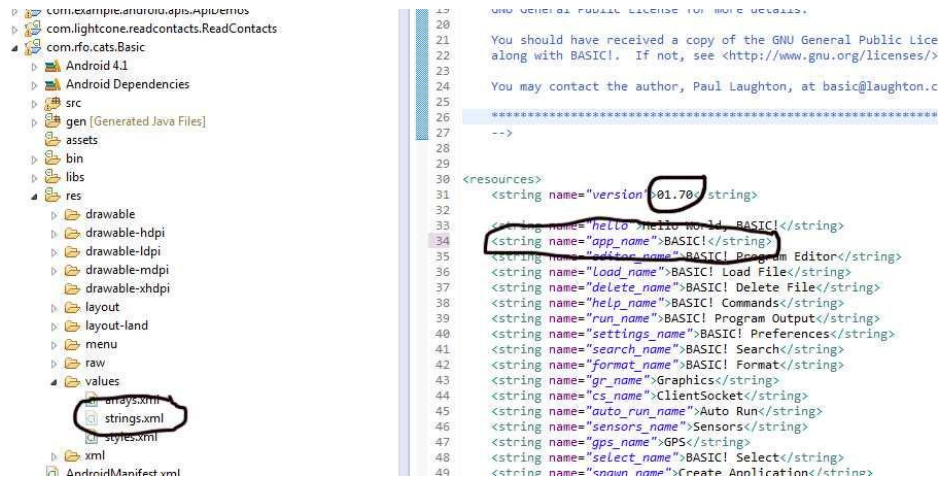 com.example.android.apis.ApiDemos
com.lightcone.readcontacts.ReadContacts
com.rfo.cats.Basic
Android 4.1
Android Dependencies
src
gen [Generated Java Files]
assets
bin
libs
res
drawable
drawable-hdpi
drawable-ldpi
drawable-mdpi
drawable-xhdpi
layout
layout-land
menu
raw
values
arrays.xml
strings.xml
styles.xml
xml
AndroidManifest.xml
19 GNU General Public License for more details.
20
21 You should have received a copy of the GNU General Public Lice
22 along with BASIC!. If not, see <http://www.gnu.org/licenses/>
23
24 You may contact the author, Paul Laughton, at basic@laughton.c
25
26 ***************************************************************
27 -->
28
29
30 <resources>
31 <string name="version">01.70</string>
32
33 <string name="hello">Hello World, BASIC!</string>
34 <string name="app_name">BASIC!</string>
35 <string name="editor_name">BASIC! Program Editor</string>
36 <string name="load_name">BASIC! Load File</string>
37 <string name="delete_name">BASIC! Delete File</string>
38 <string name="help_name">BASIC! Commands</string>
39 <string name="run_name">BASIC! Program Output</string>
40 <string name="settings_name">BASIC! Preferences</string>
41 <string name="search_name">BASIC! Search</string>
42 <string name="format_name">BASIC! Format</string>
43 <string name="gr_name">Graphics</string>
44 <string name="cs_name">ClientSocket</string>
45 <string name="auto_run_name">Auto Run</string>
46 <string name="sensors_name">Sensors</string>
47 <string name="gps_name">GPS</string>
48 <string name="select_name">BASIC! Select</string>
49 <string name="spawn_name">Create Application</string>